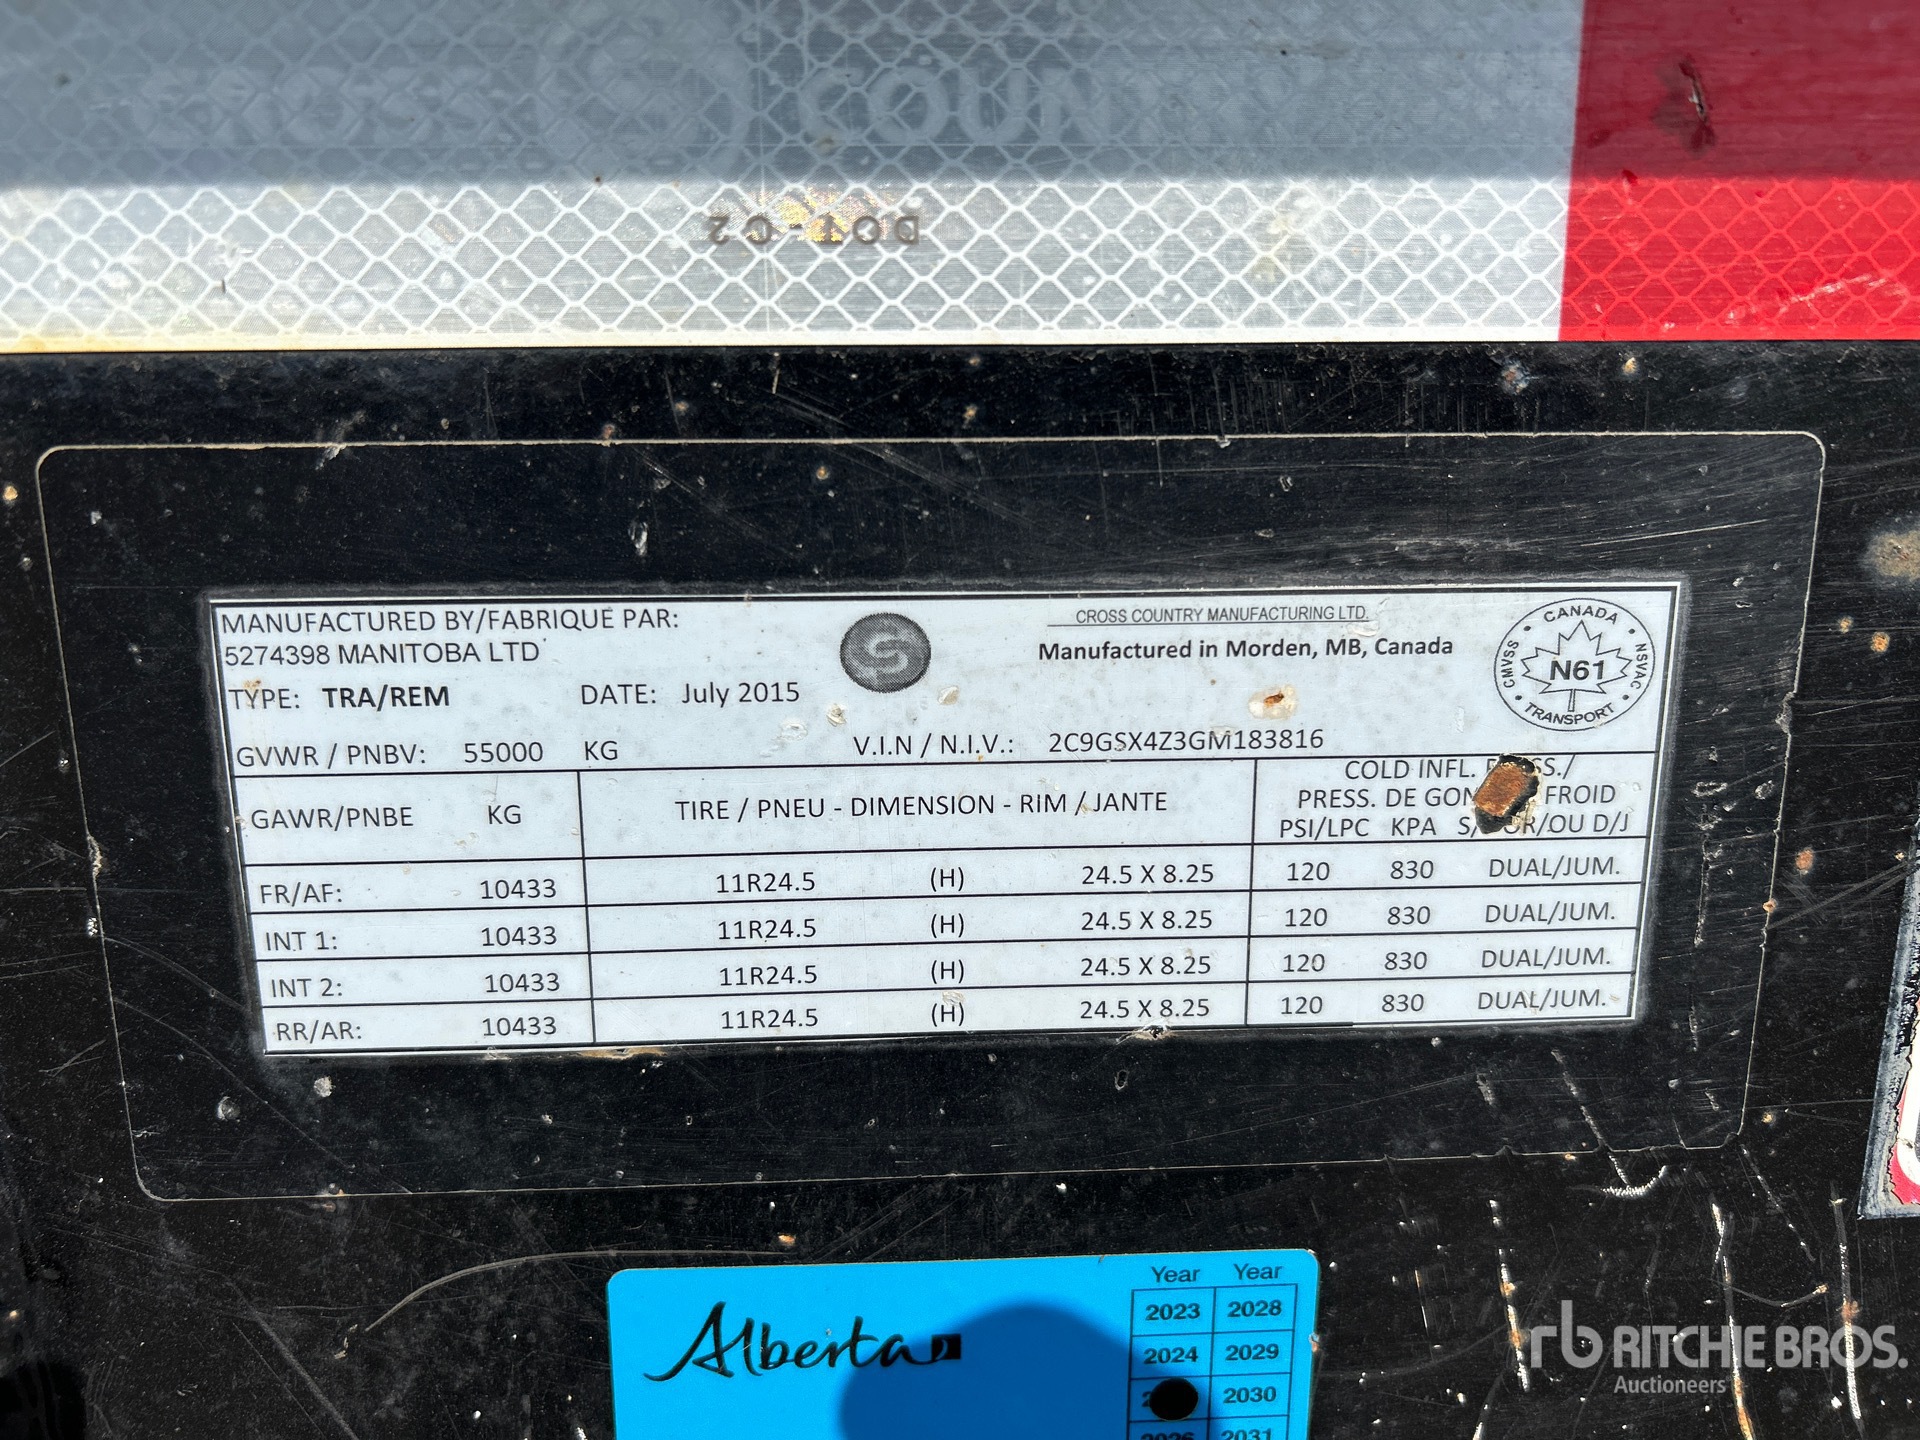 COUN
DOT-C2
MANUFACTURED BY/FABRIQUE PAR:
5274398 MANITOBA LTD
CROSS COUNTRY MANUFACTURING LTD.
Manufactured in Morden, MB, Canada
CANADA
CMVSS • NSVAC
N61
TRANSPORT
TYPE: TRA/REM DATE: July 2015
GVWR / PNBV: 55000 KG V.I.N / N.I.V.: 2C9GSX4Z3GM183816
GAWR/PNBE KG TIRE / PNEU - DIMENSION - RIM / JANTE
COLD INFL. /
PRESS. DE FROID
PSI/LPC KPA /OU D/J
FR/AF: 10433 11R24.5 (H) 24.5 X 8.25 120 830 DUAL/JUM.
INT 1: 10433 11R24.5 (H) 24.5 X 8.25 120 830 DUAL/JUM.
INT 2: 10433 11R24.5 (H) 24.5 X 8.25 120 830 DUAL/JUM.
RR/AR: 10433 11R24.5 (H) 24.5 X 8.25 120 830 DUAL/JUM.
Alberta
Year Year
2023 2028
2024 2029
2030
2026 2031
rb RITCHIE BROS.
Auctioneers